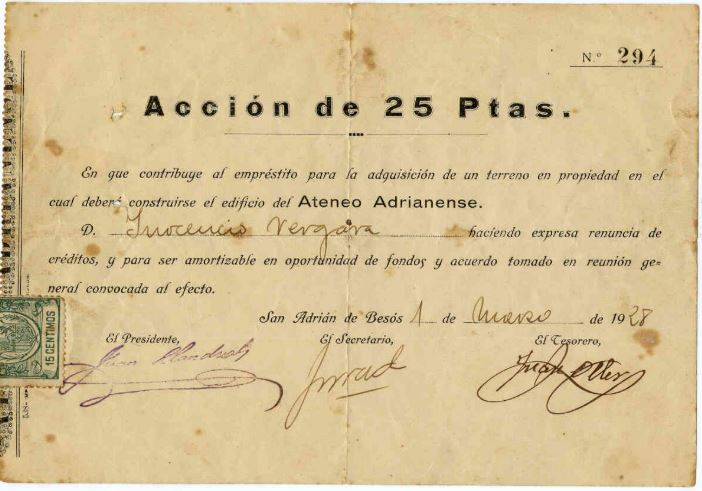 N.º 294
Acción de 25 Ptas.
En que contribuye al empréstito para la adquisición de un terreno en propiedad en el
cual deberá construirse el edificio del Ateneo Adrianense.
D. Inocencio Vergara haciendo expresa renuncia de
créditos, y para ser amortizable en oportunidad de fondos y acuerdo tomado en reunión ge-
neral convocada al efecto.
San Adrián de Besós 1 de Marzo de 1928
El Presidente, El Secretario, El Tesorero,
15 CENTIMOS
Juan
Juan Oller